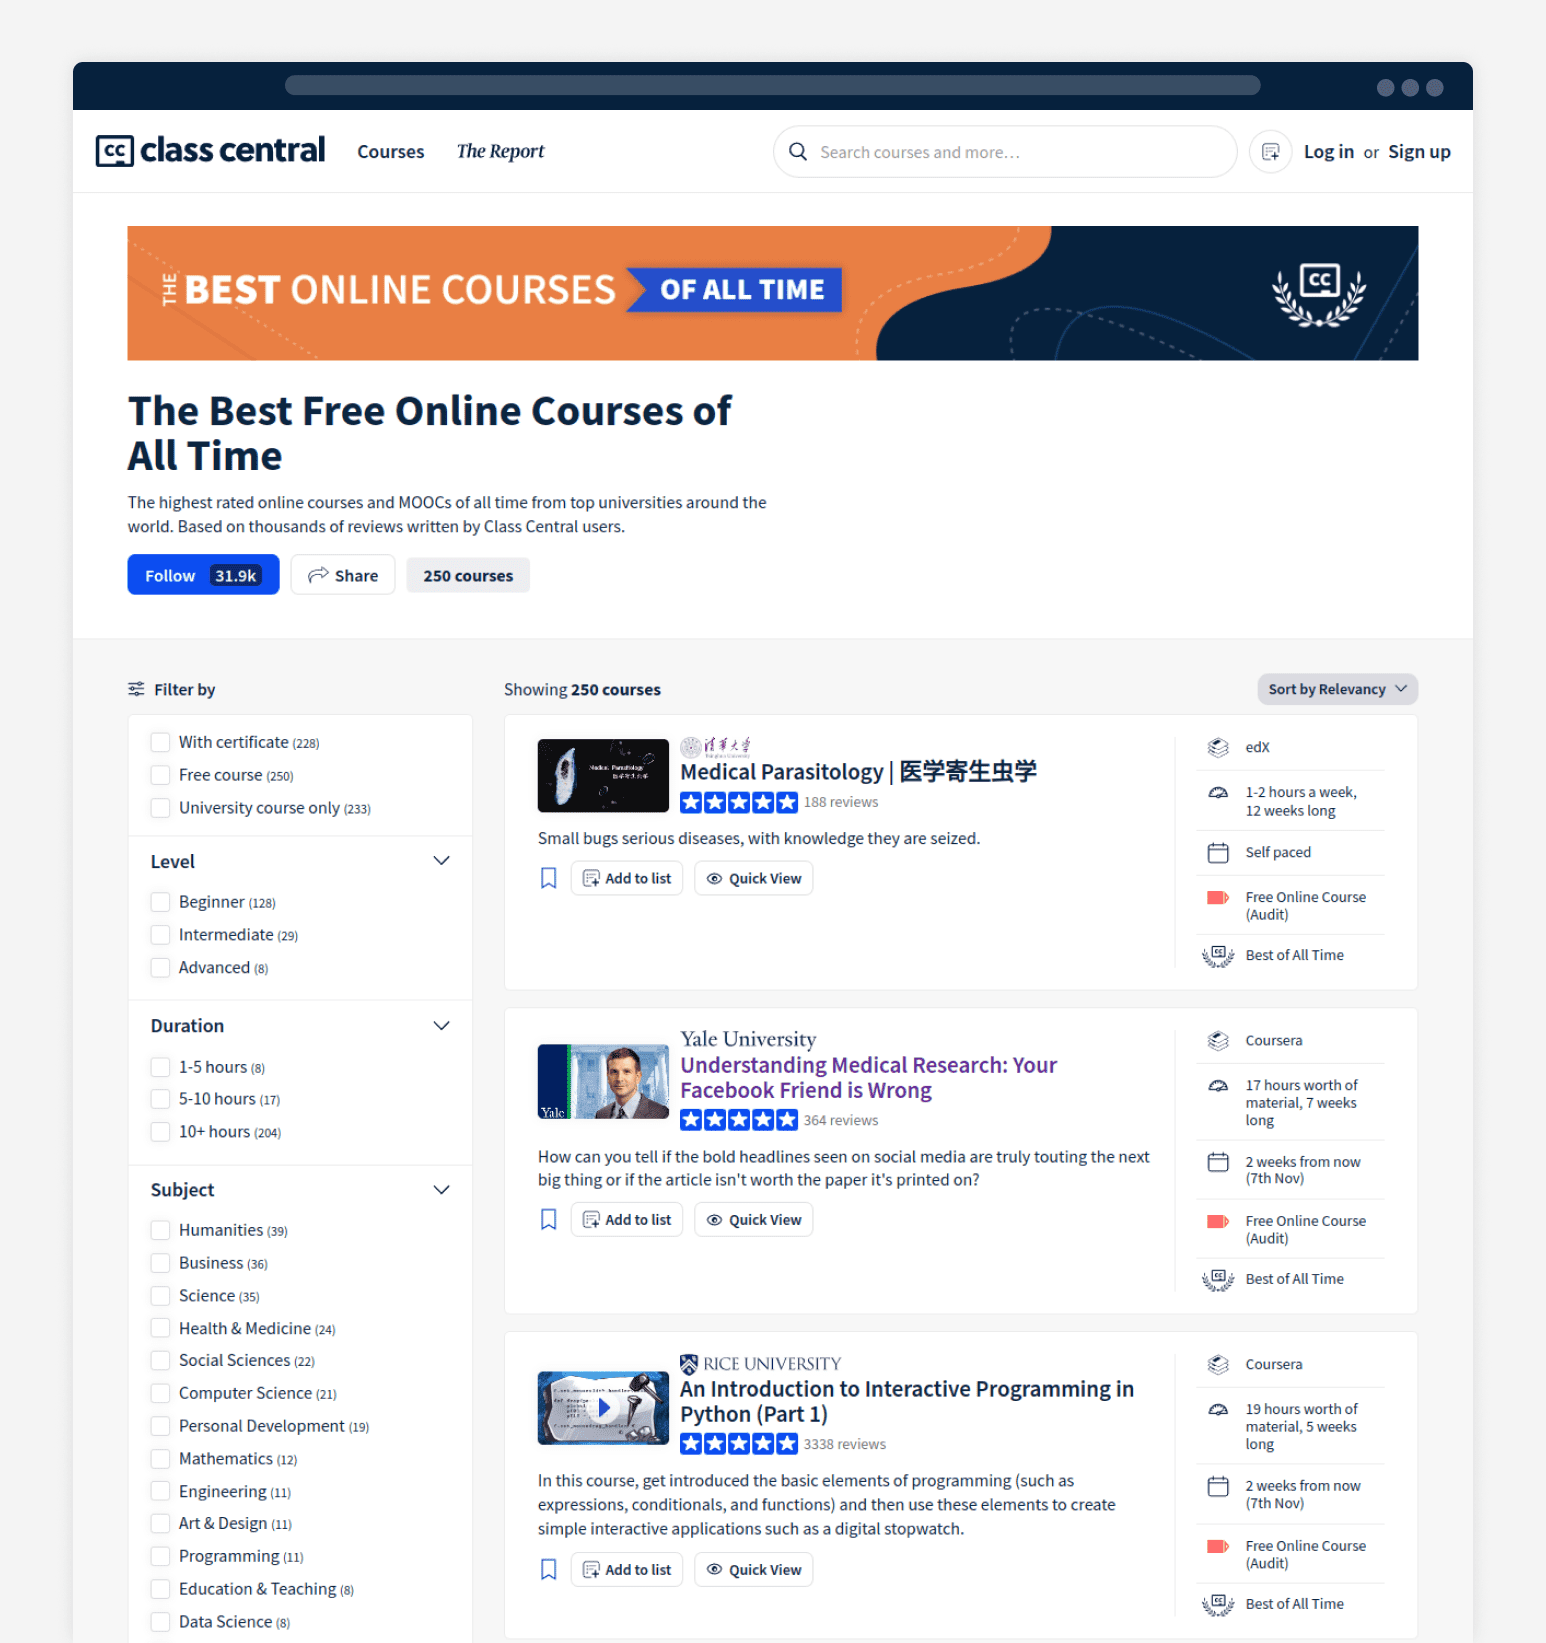 class central
Courses
The Report
Search courses and more...
Log in or Sign up
THE BEST ONLINE COURSES OF ALL TIME
CC
The Best Free Online Courses of
All Time
The highest rated online courses and MOOCs of all time from top universities around the
world. Based on thousands of reviews written by Class Central users.
Follow 31.9k
Share
250 courses
Filter by
With certificate (228)
Free course (250)
University course only (233)
Level
Beginner (128)
Intermediate (29)
Advanced (8)
Duration
1-5 hours (8)
5-10 hours (17)
10+ hours (204)
Subject
Humanities (39)
Business (36)
Science (35)
Health & Medicine (24)
Social Sciences (22)
Computer Science (21)
Personal Development (19)
Mathematics (12)
Engineering (11)
Art & Design (11)
Programming (11)
Education & Teaching (8)
Data Science (8)
Showing 250 courses
Sort by Relevancy
清華大学
Tsinghua University
Medical Parasitology
医学寄生虫学
Medical Parasitology | 医学寄生虫学
188 reviews
Small bugs serious diseases, with knowledge they are seized.
Add to list
Quick View
edX
1-2 hours a week,
12 weeks long
Self paced
Free Online Course
(Audit)
Best of All Time
Yale University
Yale
Understanding Medical Research: Your
Facebook Friend is Wrong
364 reviews
How can you tell if the bold headlines seen on social media are truly touting the next
big thing or if the article isn't worth the paper it's printed on?
Add to list
Quick View
Coursera
17 hours worth of
material, 7 weeks
long
2 weeks from now
(7th Nov)
Free Online Course
(Audit)
Best of All Time
RICE UNIVERSITY
An Introduction to Interactive Programming in
Python (Part 1)
3338 reviews
In this course, get introduced the basic elements of programming (such as
expressions, conditionals, and functions) and then use these elements to create
simple interactive applications such as a digital stopwatch.
Add to list
Quick View
Coursera
19 hours worth of
material, 5 weeks
long
2 weeks from now
(7th Nov)
Free Online Course
(Audit)
Best of All Time